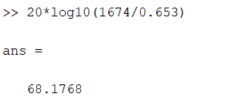 >> 20*log10(1674/0.653)
ans =
68.1768